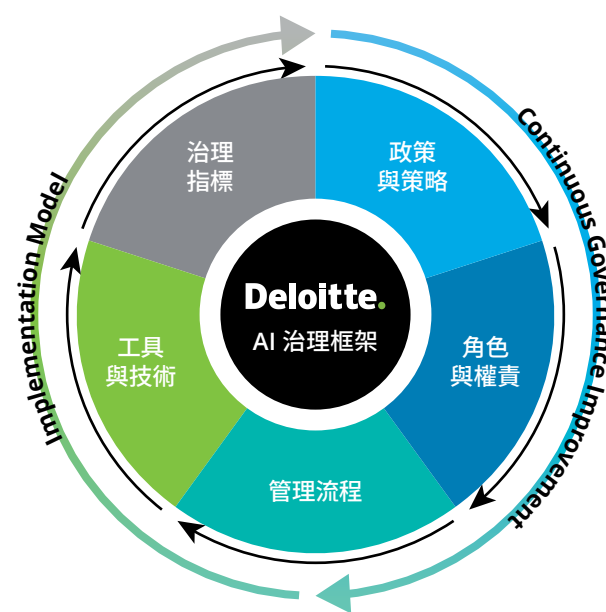 Deloitte.
AI 治理框架
政策
與策略
角色
與權責
管理流程
工具
與技術
治理
指標
Continuous Governance Improvement
Implementation Model